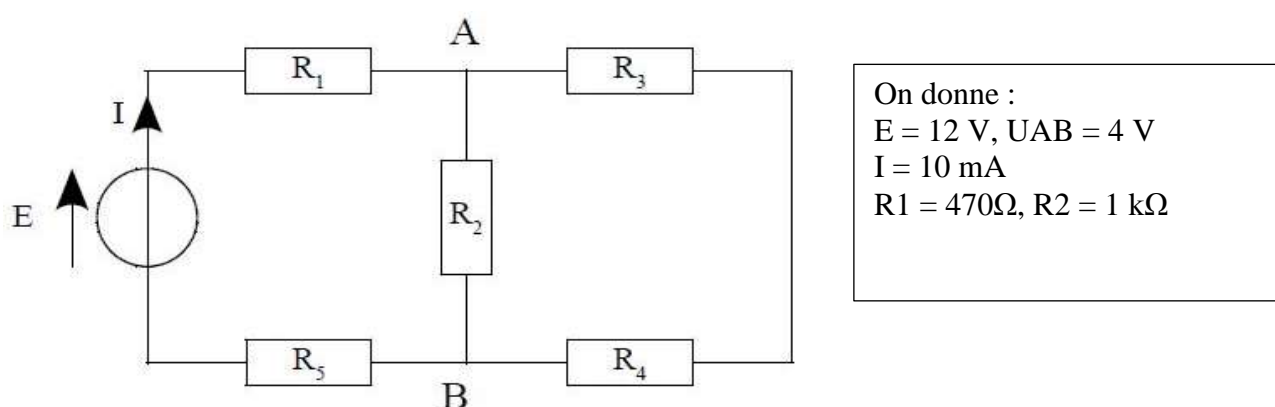 A
R1
R3
I
E
R2
R5
R4
B
On donne :
E = 12 V, UAB = 4 V
I = 10 mA
R1 = 470Ω, R2 = 1 kΩ